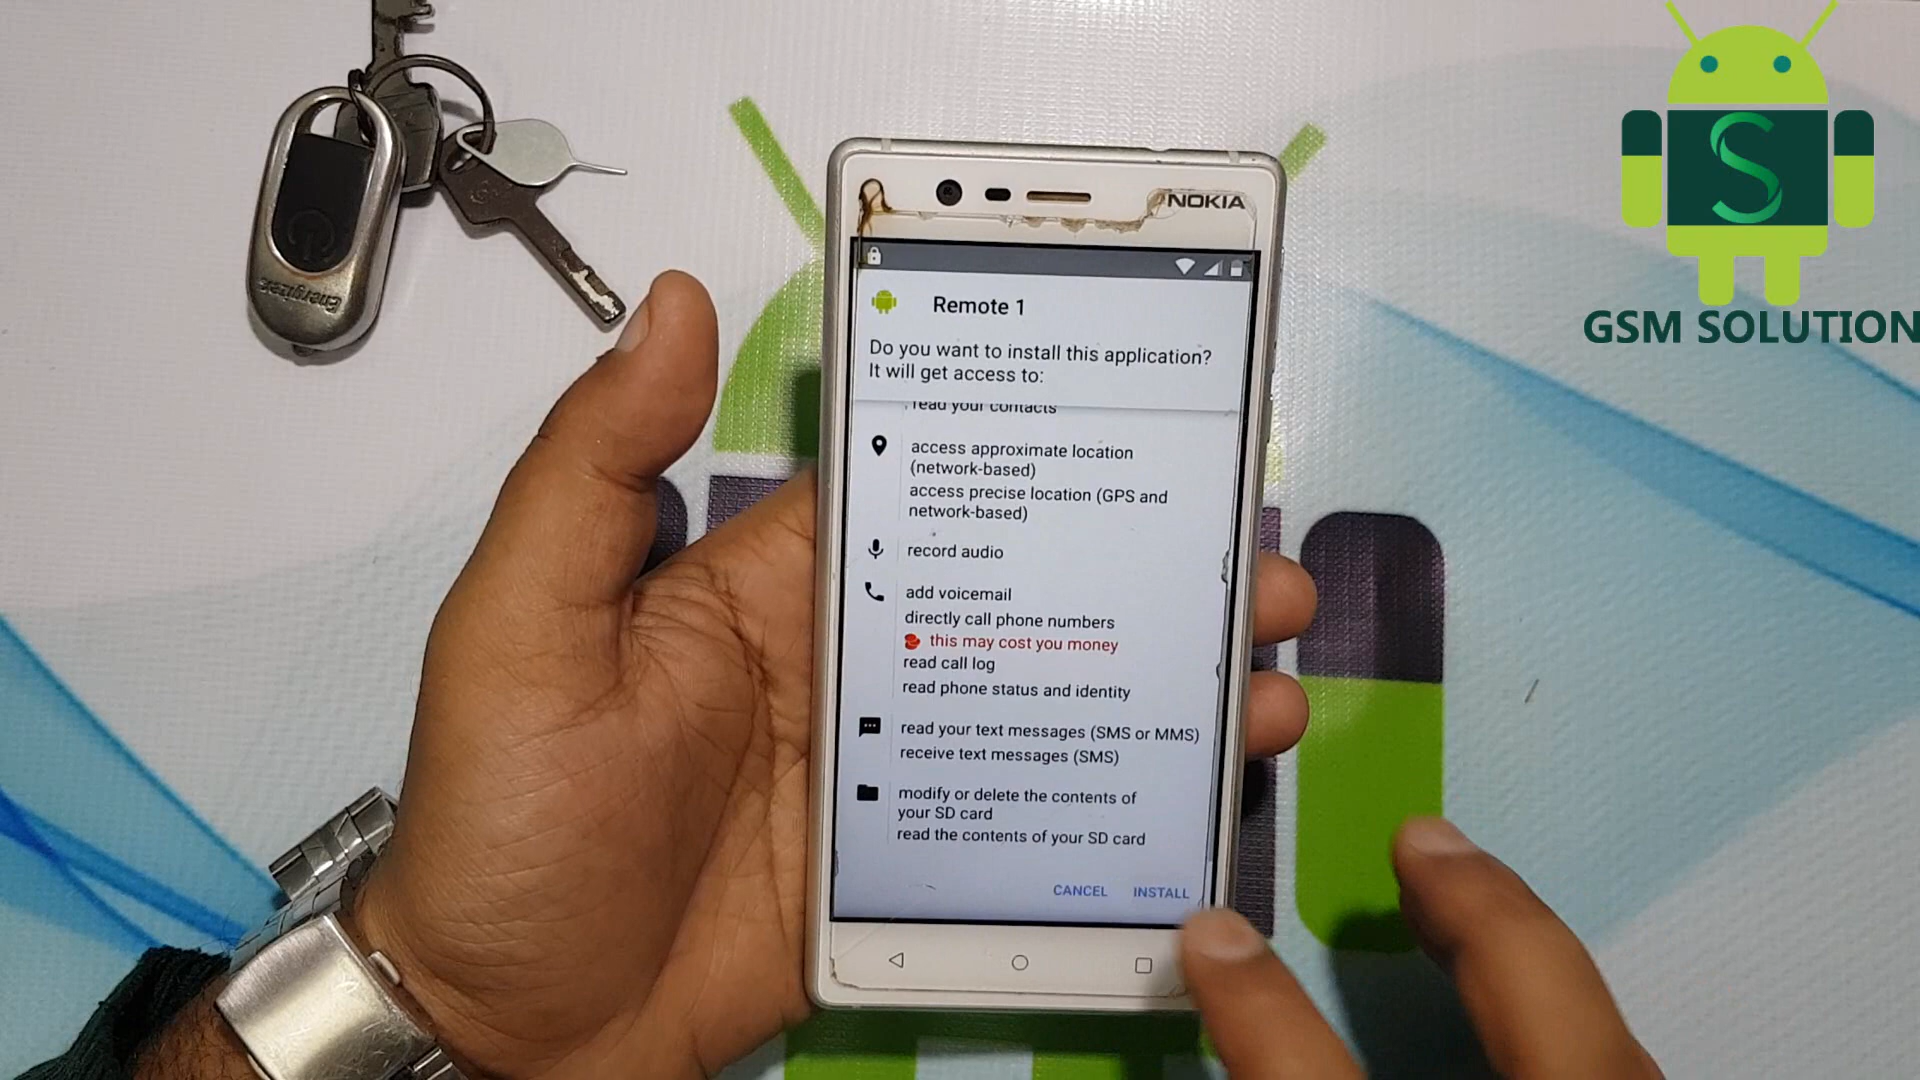 GSM SOLUTION
S
NOKIA
Energizer
Remote 1
Do you want to install this application?
It will get access to:
read your contacts
access approximate location
(network-based)
access precise location (GPS and
network-based)
record audio
add voicemail
directly call phone numbers
this may cost you money
read call log
read phone status and identity
read your text messages (SMS or MMS)
receive text messages (SMS)
modify or delete the contents of
your SD card
read the contents of your SD card
CANCEL INSTALL